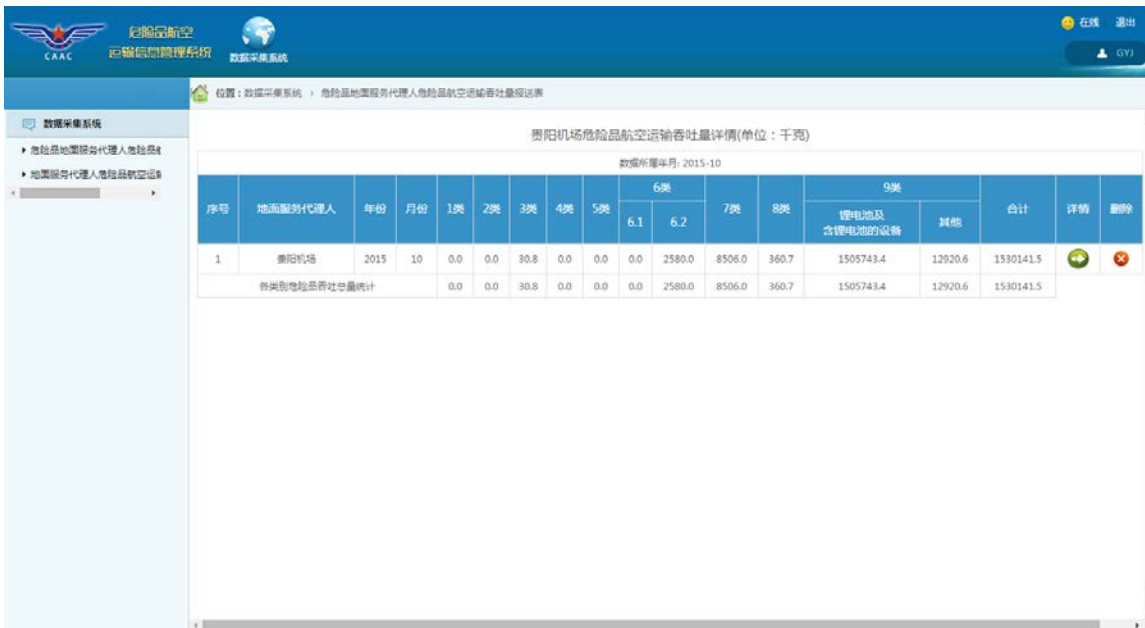 危险品航空
运输信息管理系统
CAAC
数据采集系统
在线 退出
GYJ
位置：数据采集系统 › 危险品地面服务代理人危险品航空运输吞吐量报送表
数据采集系统
危险品地面服务代理人危险品航
地面服务代理人危险品航空运输
贵阳机场危险品航空运输吞吐量详情(单位：千克)
数据所属年月: 2015-10
序号 地面服务代理人 年份 月份 1类 2类 3类 4类 5类 6类 7类 8类 9类 合计 详情 删除
6.1 6.2 锂电池及 含锂电池的设备 其他
1 贵阳机场 2015 10 0.0 0.0 30.8 0.0 0.0 0.0 2580.0 8506.0 360.7 1505743.4 12920.6 1530141.5
各类别危险品吞吐总量统计 0.0 0.0 30.8 0.0 0.0 0.0 2580.0 8506.0 360.7 1505743.4 12920.6 1530141.5